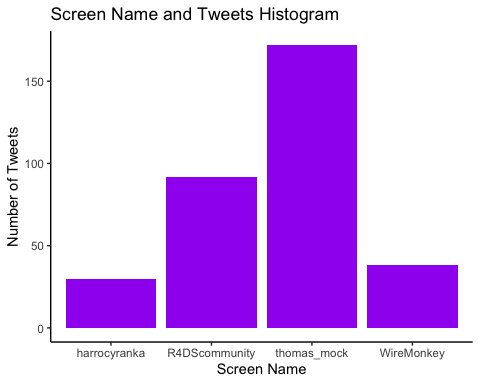 Screen Name and Tweets Histogram
Number of Tweets
150
100
50
0
harrocyranka R4DScommunity thomas_mock WireMonkey
Screen Name